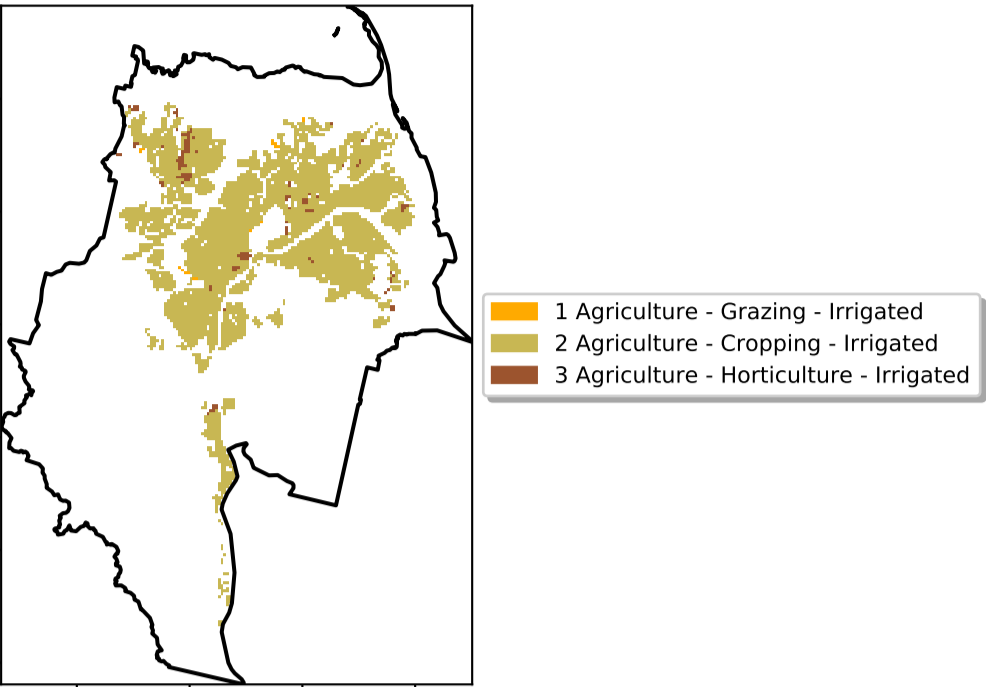 1 Agriculture - Grazing - Irrigated
2 Agriculture - Cropping - Irrigated
3 Agriculture - Horticulture - Irrigated